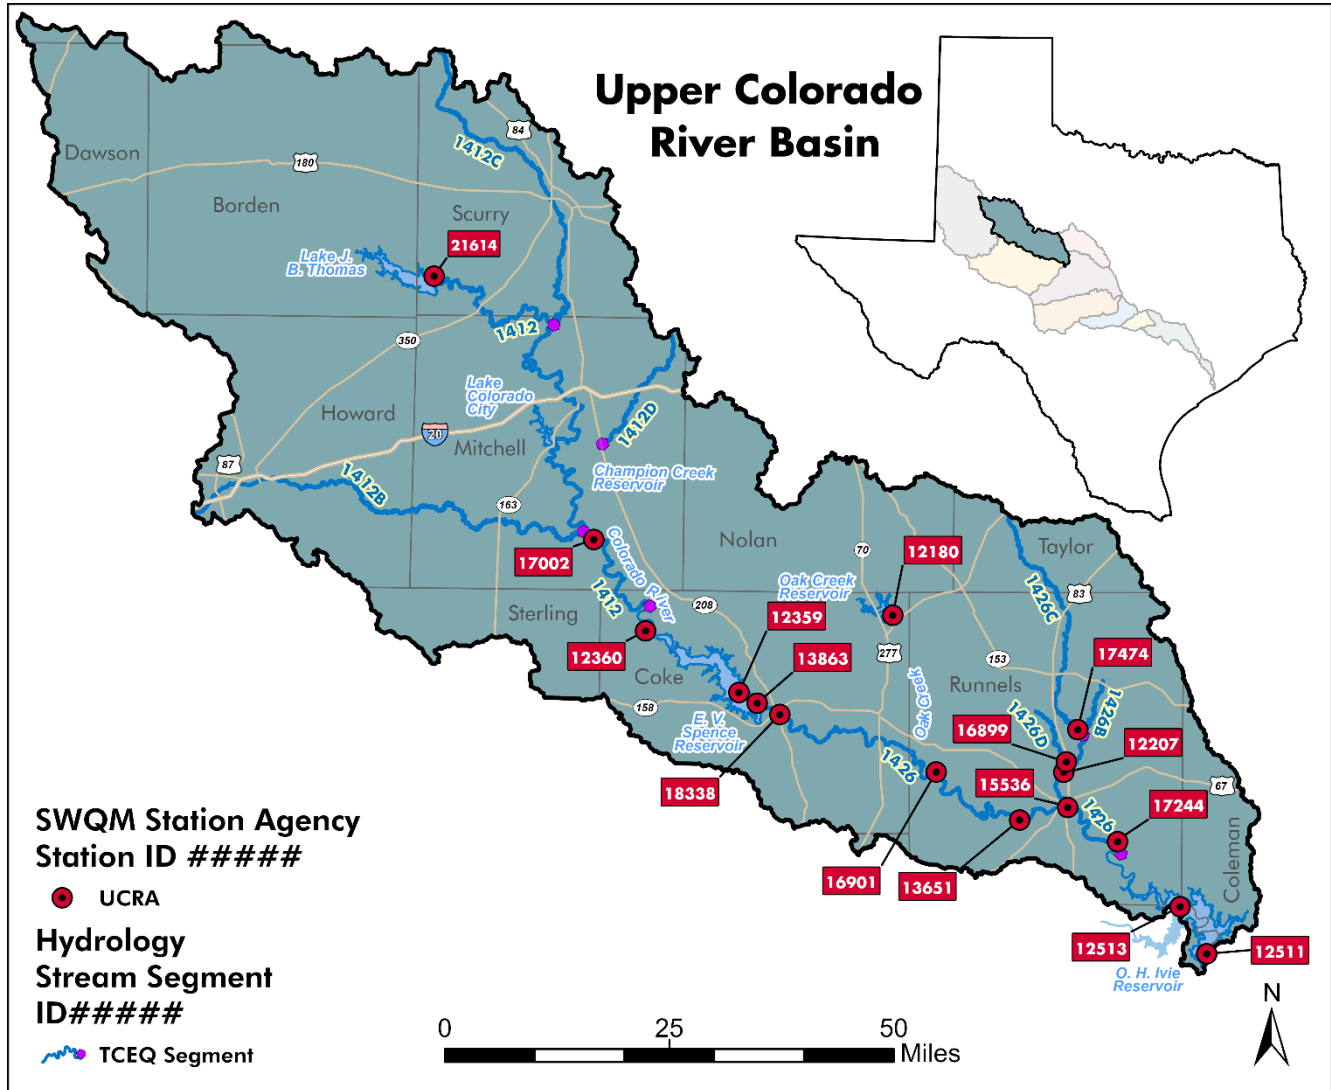 Upper Colorado
River Basin
84
1412C
Dawson
180
Borden
Scurry
21614
Lake J.
B. Thomas
1412
350
Lake
Colorado
City
Howard
1412D
20
Mitchell
87
1412B
Champion Creek
Reservoir
163
Nolan
70
12180
Taylor
17002
Colorado River
Oak Creek
Reservoir
1426C
83
1412
Sterling
208
12359
277
153
17474
12360
13863
Coke
Oak Creek
Runnels
1426B
158
E. V.
Spence
Reservoir
1426D
16899
12207
1426
15536
67
18338
1426
17244
16901
13651
Coleman
12513
12511
O. H. Ivie
Reservoir
SWQM Station Agency
Station ID #####
UCRA
Hydrology
Stream Segment
ID#####
TCEQ Segment
0
25
50
Miles
N